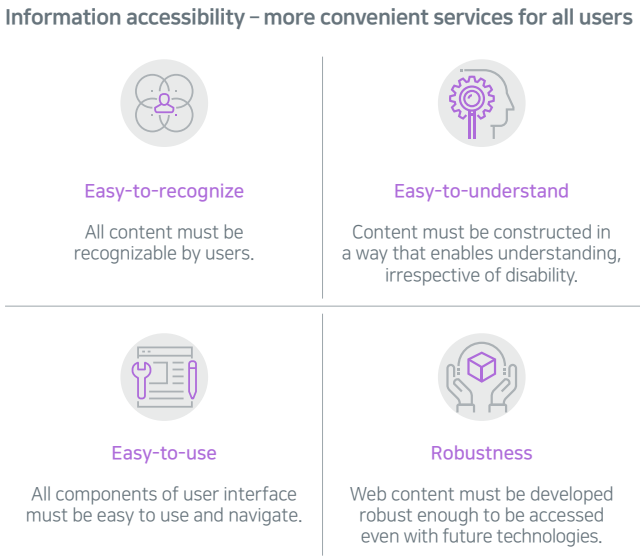 Information accessibility – more convenient services for all users
Easy-to-recognize
All content must be
recognizable by users.
Easy-to-understand
Content must be constructed in
a way that enables understanding,
irrespective of disability.
Easy-to-use
All components of user interface
must be easy to use and navigate.
Robustness
Web content must be developed
robust enough to be accessed
even with future technologies.